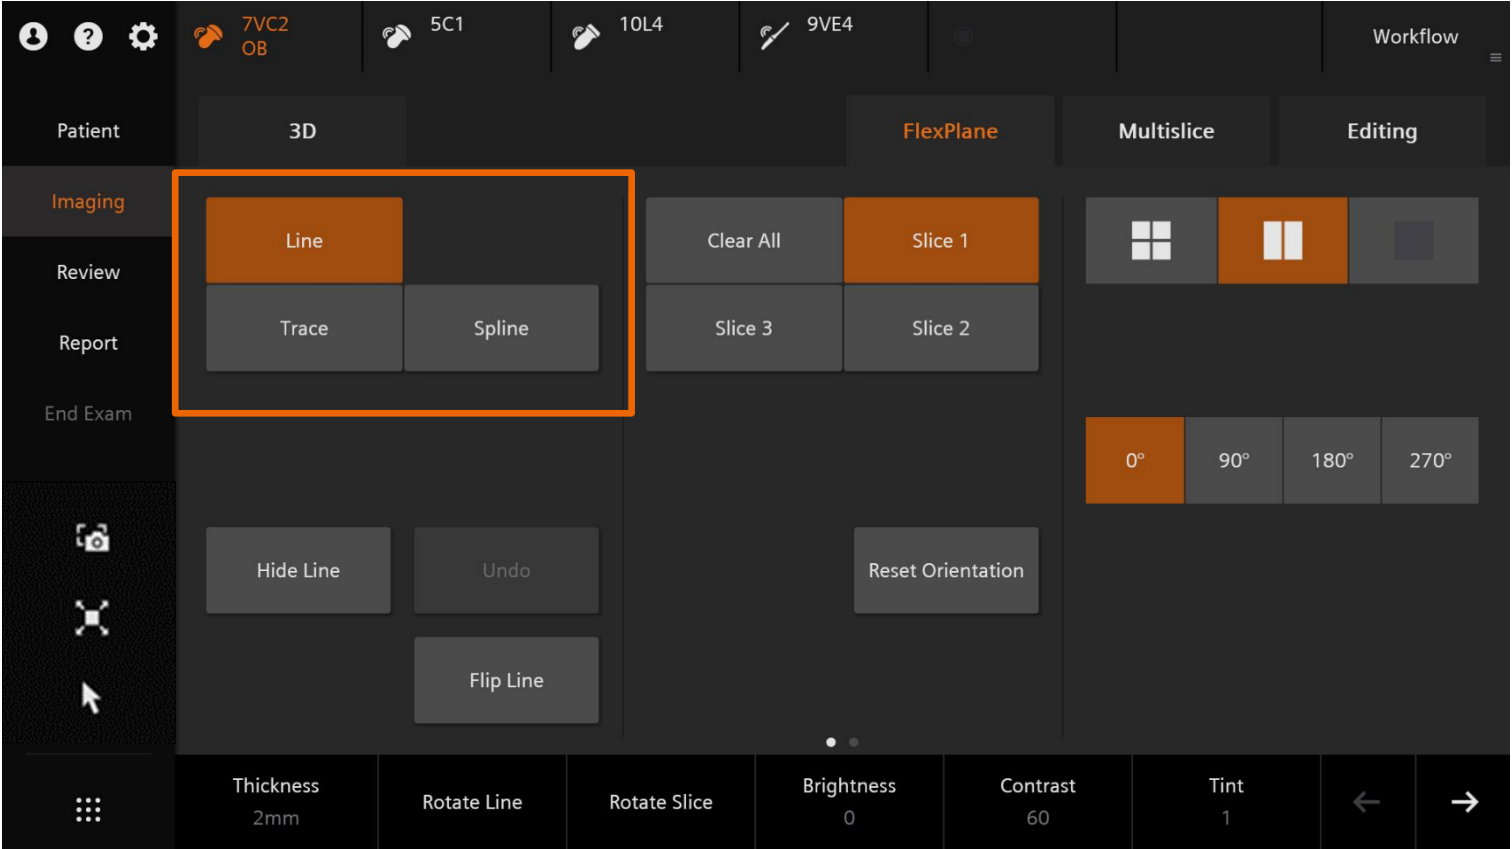 7VC2
OB
5C1
10L4
9VE4
Workflow
Patient
3D
FlexPlane
Multislice
Editing
Imaging
Line
Clear All
Slice 1
Review
Trace
Spline
Slice 3
Slice 2
Report
End Exam
0°
90°
180°
270°
Hide Line
Undo
Reset Orientation
Flip Line
Thickness
2mm
Rotate Line
Rotate Slice
Brightness
0
Contrast
60
Tint
1